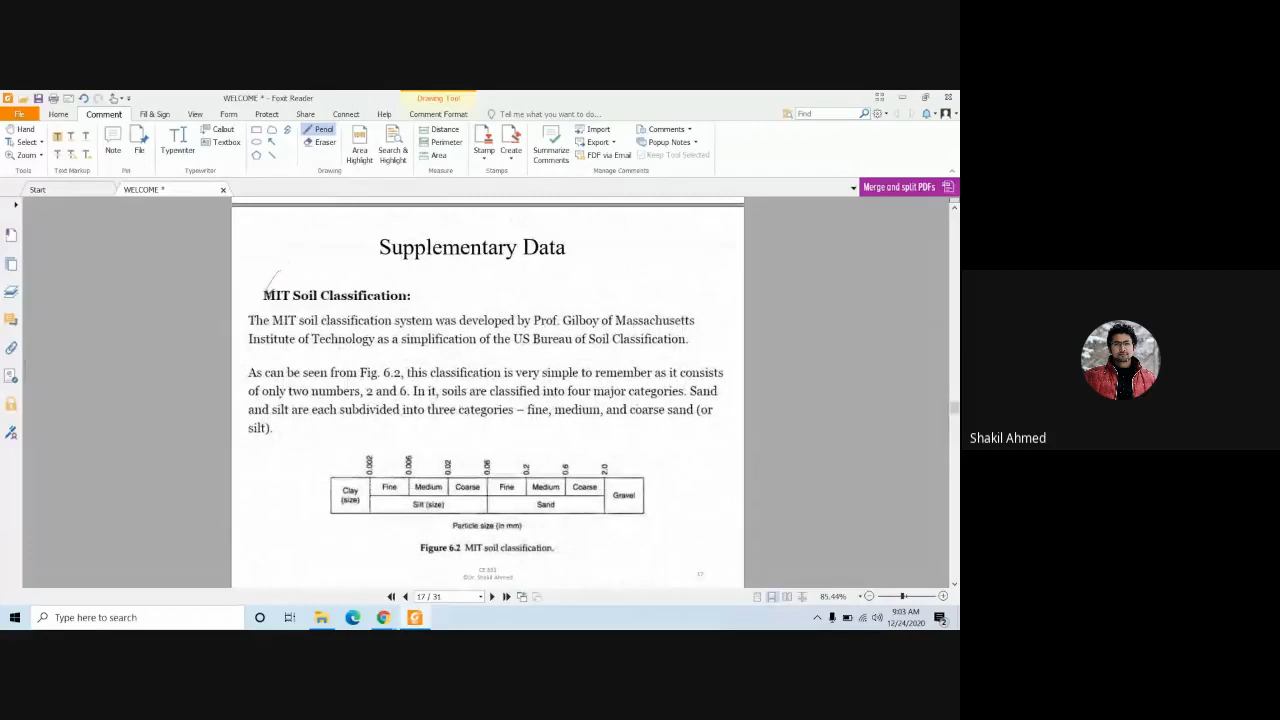 WELCOME * - Foxit Reader
Drawing Tool
File
Home
Comment
Fill & Sign
View
Form
Protect
Share
Connect
Help
Comment Format
Tell me what you want to do...
Find
Hand
Select
Zoom
Tools
Text Markup
Note
File
Pin
Typewriter
Callout
Textbox
Typewriter
Pencil
Eraser
Area Highlight
Search & Highlight
Drawing
Distance
Perimeter
Area
Measure
Stamp
Create
Stamps
Summarize Comments
Import
Export
FDF via Email
Comments
Popup Notes
Keep Tool Selected
Manage Comments
Start
WELCOME *
Merge and split PDFs
Supplementary Data
MIT Soil Classification:
The MIT soil classification system was developed by Prof. Gilboy of Massachusetts
Institute of Technology as a simplification of the US Bureau of Soil Classification.
As can be seen from Fig. 6.2, this classification is very simple to remember as it consists
of only two numbers, 2 and 6. In it, soils are classified into four major categories. Sand
and silt are each subdivided into three categories – fine, medium, and coarse sand (or
silt).
0.002 0.006 0.02 0.06 0.2 0.6 2.0
Clay (size)
Fine Medium Coarse Fine Medium Coarse
Gravel
Silt (size) Sand
Particle size (in mm)
Figure 6.2 MIT soil classification.
©Dr. Shakil Ahmed
17
17 / 31
85.44%
Type here to search
9:03 AM
12/24/2020
2
Shakil Ahmed